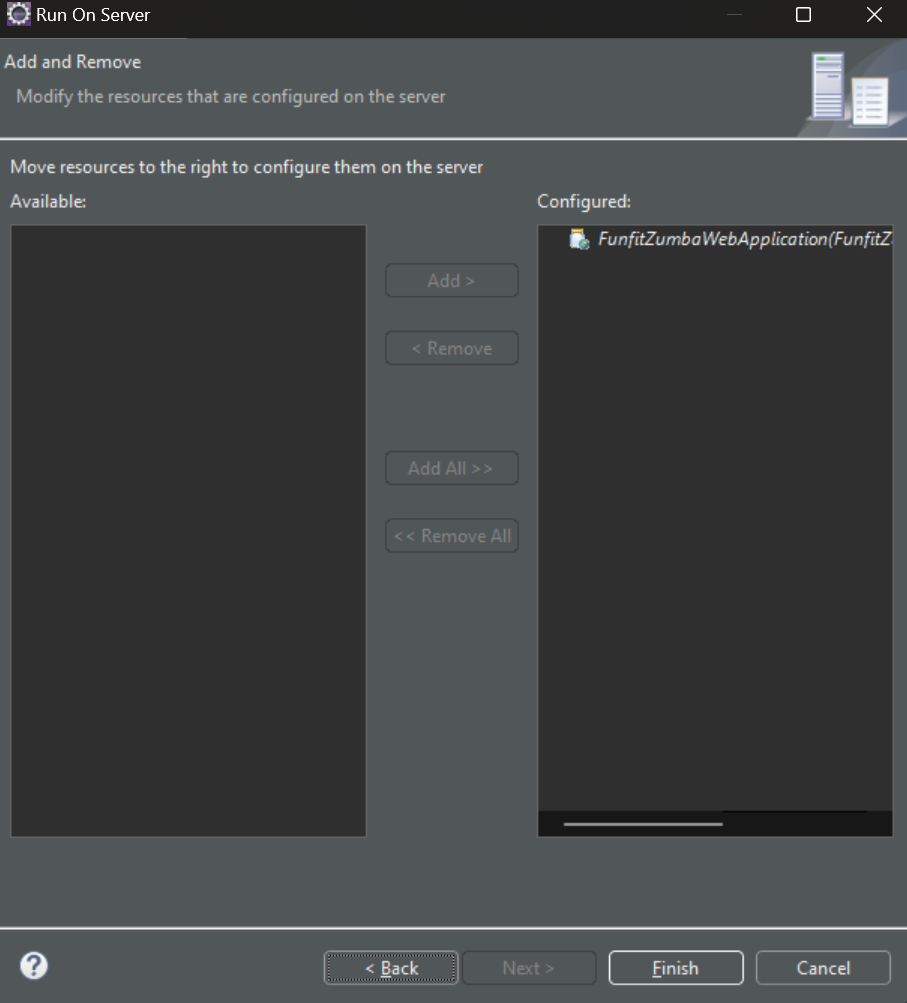 Run On Server
Add and Remove
Modify the resources that are configured on the server
Move resources to the right to configure them on the server
Available:
Configured:
FunfitZumbaWebApplication(FunfitZ
Add >
< Remove
Add All >>
<< Remove All
?
< Back
Next >
Finish
Cancel